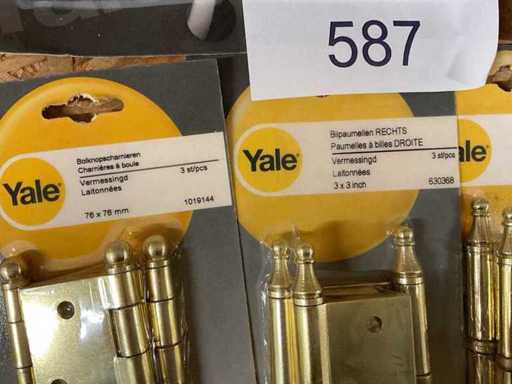 587
Yale
Bolknopscharnieren
Charnières à boule
Vermessingd 3 st/pcs
Laitonnées
76 x 76 mm 1019144
Yale
Bilpaumellen RECHTS
Paumelles à billes DROITE
Vermessingd 3 st/pcs
Laitonnées
3 x 3 inch 630368
Yale